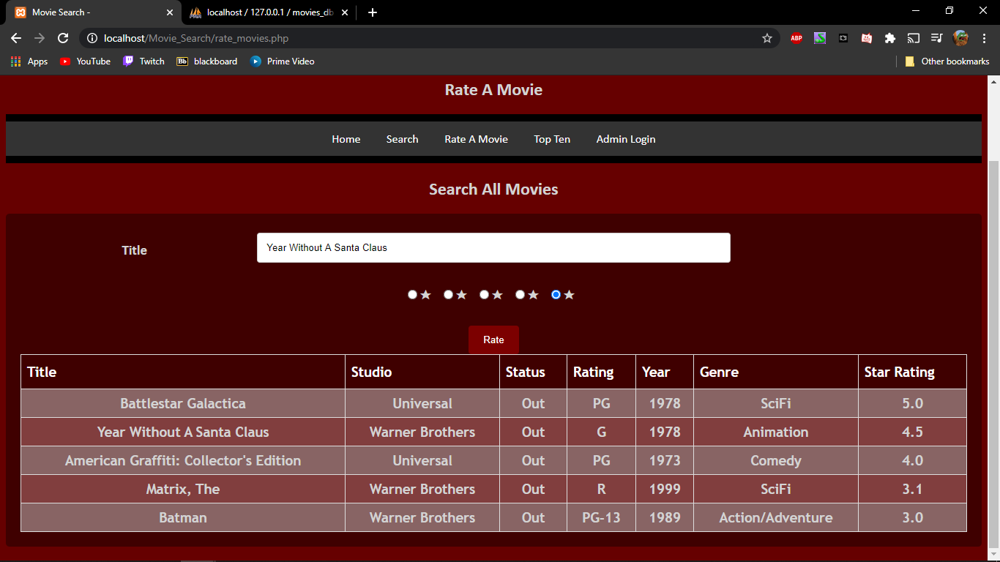 Movie Search -
localhost / 127.0.0.1 / movies_db
localhost/Movie_Search/rate_movies.php
ABP
Apps YouTube Twitch Bb blackboard Prime Video Other bookmarks
Rate A Movie
Home Search Rate A Movie Top Ten Admin Login
Search All Movies
Title Year Without A Santa Claus
Rate
Title Studio Status Rating Year Genre Star Rating
Battlestar Galactica Universal Out PG 1978 SciFi 5.0
Year Without A Santa Claus Warner Brothers Out G 1978 Animation 4.5
American Graffiti: Collector's Edition Universal Out PG 1973 Comedy 4.0
Matrix, The Warner Brothers Out R 1999 SciFi 3.1
Batman Warner Brothers Out PG-13 1989 Action/Adventure 3.0